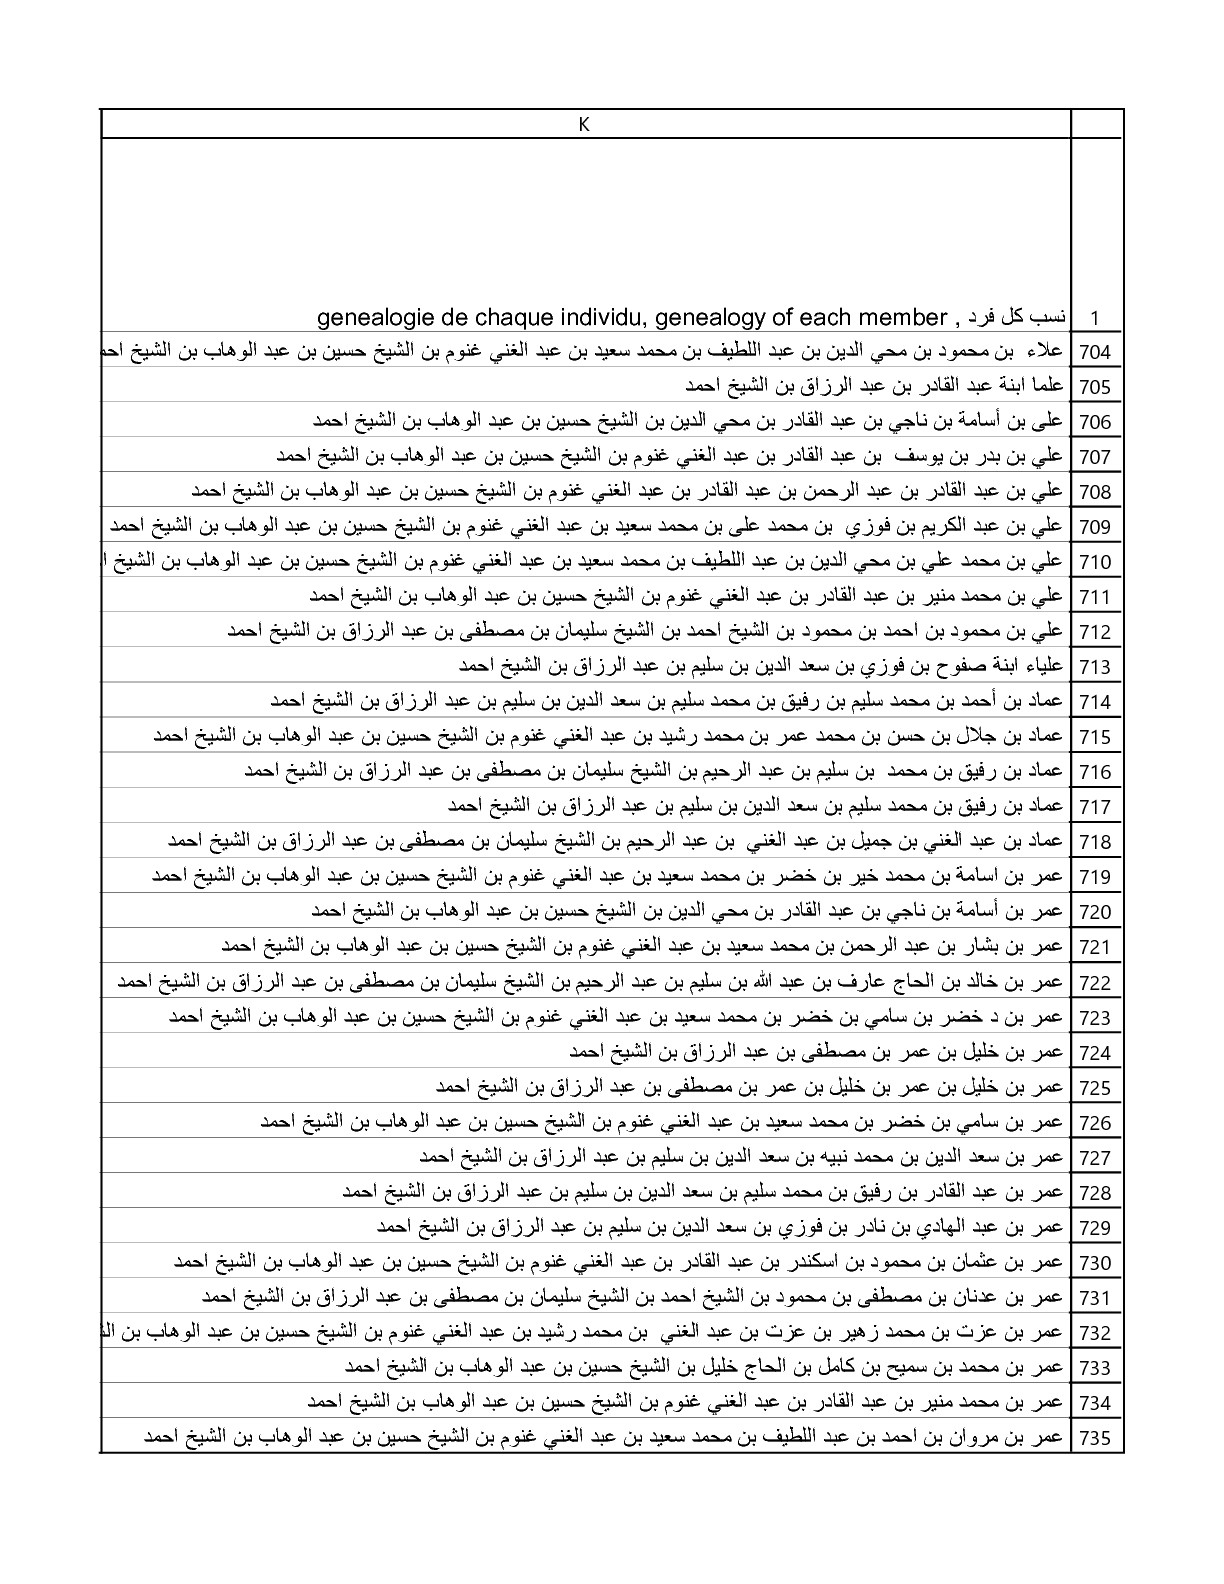 K
1 نسب كل فرد , genealogie de chaque individu, genealogy of each member
704 علاء بن محمود بن محي الدين بن عبد اللطيف بن محمد سعيد بن عبد الغني غنوم بن الشيخ حسين بن عبد الوهاب بن الشيخ احمد
705 علما ابنة عبد القادر بن عبد الرزاق بن الشيخ احمد
706 على بن أسامة بن ناجي بن عبد القادر بن محي الدين بن الشيخ حسين بن عبد الوهاب بن الشيخ احمد
707 علي بن بدر بن يوسف بن عبد القادر بن عبد الغني غنوم بن الشيخ حسين بن عبد الوهاب بن الشيخ احمد
708 علي بن عبد القادر بن عبد الرحمن بن عبد القادر بن عبد الغني غنوم بن الشيخ حسين بن عبد الوهاب بن الشيخ احمد
709 علي بن عبد الكريم بن فوزي بن محمد على بن محمد سعيد بن عبد الغني غنوم بن الشيخ حسين بن عبد الوهاب بن الشيخ احمد
710 علي بن محمد علي بن محي الدين بن عبد اللطيف بن محمد سعيد بن عبد الغني غنوم بن الشيخ حسين بن عبد الوهاب بن الشيخ ا
711 علي بن محمد منير بن عبد القادر بن عبد الغني غنوم بن الشيخ حسين بن عبد الوهاب بن الشيخ احمد
712 علي بن محمود بن احمد بن محمود بن الشيخ احمد بن الشيخ سليمان بن مصطفى بن عبد الرزاق بن الشيخ احمد
713 علياء ابنة صفوح بن فوزي بن سعد الدين بن سليم بن عبد الرزاق بن الشيخ احمد
714 عماد بن أحمد بن محمد سليم بن رفيق بن محمد سليم بن سعد الدين بن سليم بن عبد الرزاق بن الشيخ احمد
715 عماد بن جلال بن حسن بن محمد عمر بن محمد رشيد بن عبد الغني غنوم بن الشيخ حسين بن عبد الوهاب بن الشيخ احمد
716 عماد بن رفيق بن محمد بن سليم بن عبد الرحيم بن الشيخ سليمان بن مصطفى بن عبد الرزاق بن الشيخ احمد
717 عماد بن رفيق بن محمد سليم بن سعد الدين بن سليم بن عبد الرزاق بن الشيخ احمد
718 عماد بن عبد الغني بن جميل بن عبد الغني بن عبد الرحيم بن الشيخ سليمان بن مصطفى بن عبد الرزاق بن الشيخ احمد
719 عمر بن اسامة بن محمد خير بن خضر بن محمد سعيد بن عبد الغني غنوم بن الشيخ حسين بن عبد الوهاب بن الشيخ احمد
720 عمر بن أسامة بن ناجي بن عبد القادر بن محي الدين بن الشيخ حسين بن عبد الوهاب بن الشيخ احمد
721 عمر بن بشار بن عبد الرحمن بن محمد سعيد بن عبد الغني غنوم بن الشيخ حسين بن عبد الوهاب بن الشيخ احمد
722 عمر بن خالد بن الحاج عارف بن عبد الله بن سليم بن عبد الرحيم بن الشيخ سليمان بن مصطفى بن عبد الرزاق بن الشيخ احمد
723 عمر بن د خضر بن سامي بن خضر بن محمد سعيد بن عبد الغني غنوم بن الشيخ حسين بن عبد الوهاب بن الشيخ احمد
724 عمر بن خليل بن عمر بن مصطفى بن عبد الرزاق بن الشيخ احمد
725 عمر بن خليل بن عمر بن خليل بن عمر بن مصطفى بن عبد الرزاق بن الشيخ احمد
726 عمر بن سامي بن خضر بن محمد سعيد بن عبد الغني غنوم بن الشيخ حسين بن عبد الوهاب بن الشيخ احمد
727 عمر بن سعد الدين بن محمد نبيه بن سعد الدين بن سليم بن عبد الرزاق بن الشيخ احمد
728 عمر بن عبد القادر بن رفيق بن محمد سليم بن سعد الدين بن سليم بن عبد الرزاق بن الشيخ احمد
729 عمر بن عبد الهادي بن نادر بن فوزي بن سعد الدين بن سليم بن عبد الرزاق بن الشيخ احمد
730 عمر بن عثمان بن محمود بن اسكندر بن عبد القادر بن عبد الغني غنوم بن الشيخ حسين بن عبد الوهاب بن الشيخ احمد
731 عمر بن عدنان بن مصطفى بن محمود بن الشيخ احمد بن الشيخ سليمان بن مصطفى بن عبد الرزاق بن الشيخ احمد
732 عمر بن عزت بن محمد زهير بن عزت بن عبد الغني بن محمد رشيد بن عبد الغني غنوم بن الشيخ حسين بن عبد الوهاب بن الش
733 عمر بن محمد بن سميح بن كامل بن الحاج خليل بن الشيخ حسين بن عبد الوهاب بن الشيخ احمد
734 عمر بن محمد منير بن عبد القادر بن عبد الغني غنوم بن الشيخ حسين بن عبد الوهاب بن الشيخ احمد
735 عمر بن مروان بن احمد بن عبد اللطيف بن محمد سعيد بن عبد الغني غنوم بن الشيخ حسين بن عبد الوهاب بن الشيخ احمد